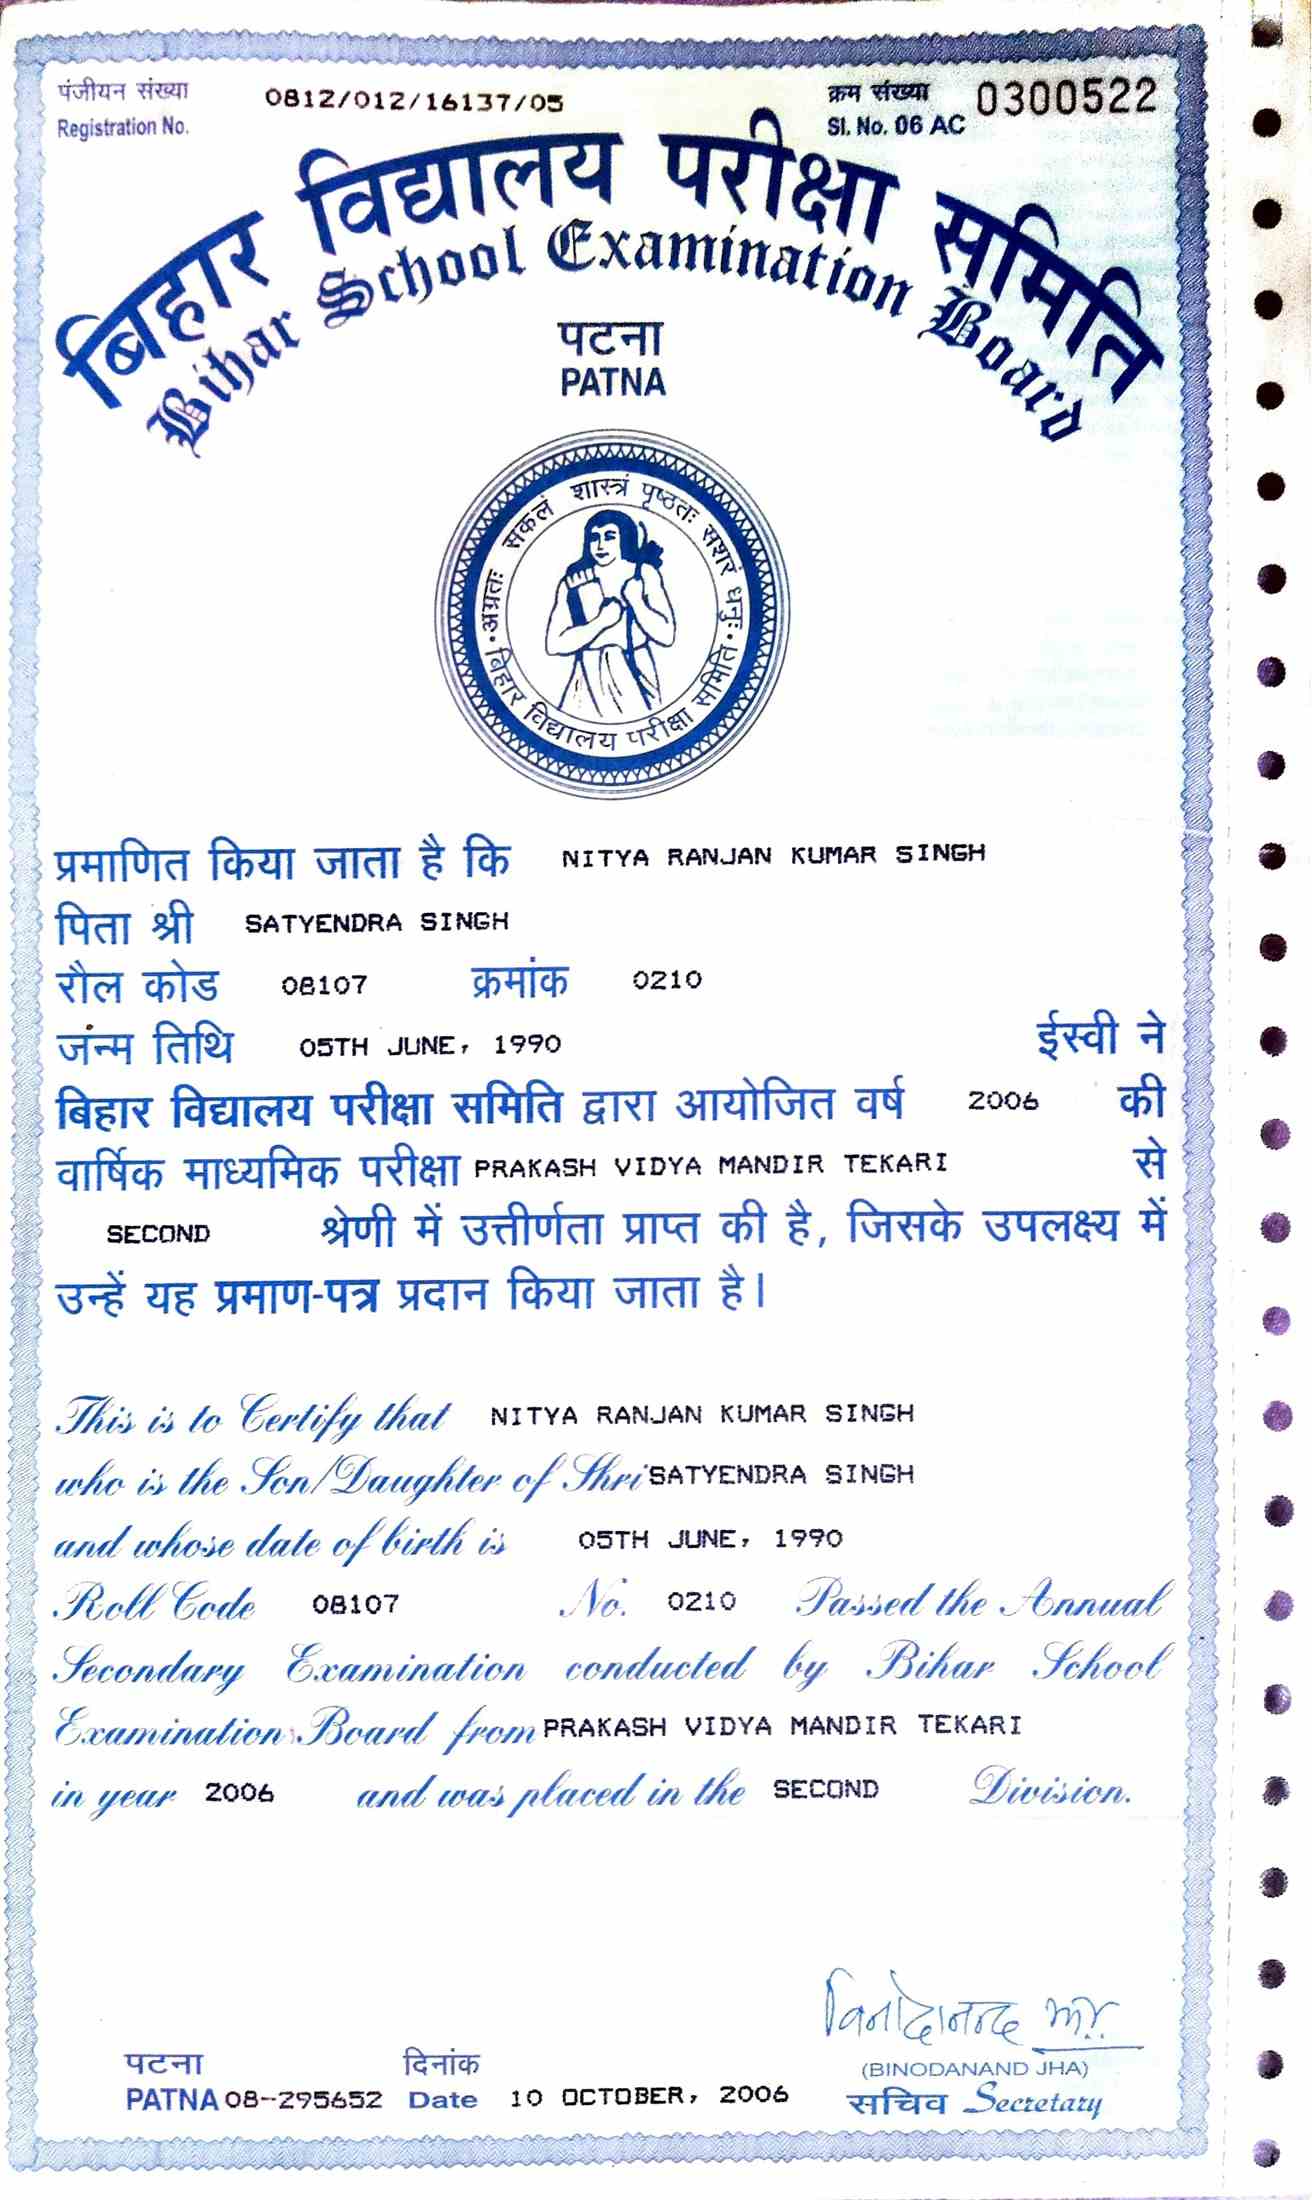 पंजीयन संख्या
Registration No. 0812/012/16137/05
क्रम संख्या
Sl. No. 06 AC 0300522
बिहार विद्यालय परीक्षा समिति
Bihar School Examination Board
पटना
PATNA
अग्रतः सकलं शास्त्रं पृष्ठतः सशरं धनुः
बिहार विद्यालय परीक्षा समिति
प्रमाणित किया जाता है कि NITYA RANJAN KUMAR SINGH
पिता श्री SATYENDRA SINGH
रौल कोड 08107 क्रमांक 0210
जंन्म तिथि 05TH JUNE, 1990 ईस्वी ने
बिहार विद्यालय परीक्षा समिति द्वारा आयोजित वर्ष 2006 की
वार्षिक माध्यमिक परीक्षा PRAKASH VIDYA MANDIR TEKARI से
SECOND श्रेणी में उत्तीर्णता प्राप्त की है, जिसके उपलक्ष्य में
उन्हें यह प्रमाण-पत्र प्रदान किया जाता है।
This is to Certify that NITYA RANJAN KUMAR SINGH
who is the Son/Daughter of Shri SATYENDRA SINGH
and whose date of birth is 05TH JUNE, 1990
Roll Code 08107 No. 0210 Passed the Annual
Secondary Examination conducted by Bihar School
Examination Board from PRAKASH VIDYA MANDIR TEKARI
in year 2006 and was placed in the SECOND Division.
विनोदानन्द झा
(BINODANAND JHA)
पटना दिनांक
PATNA 08-295652 Date 10 OCTOBER, 2006
सचिव Secretary